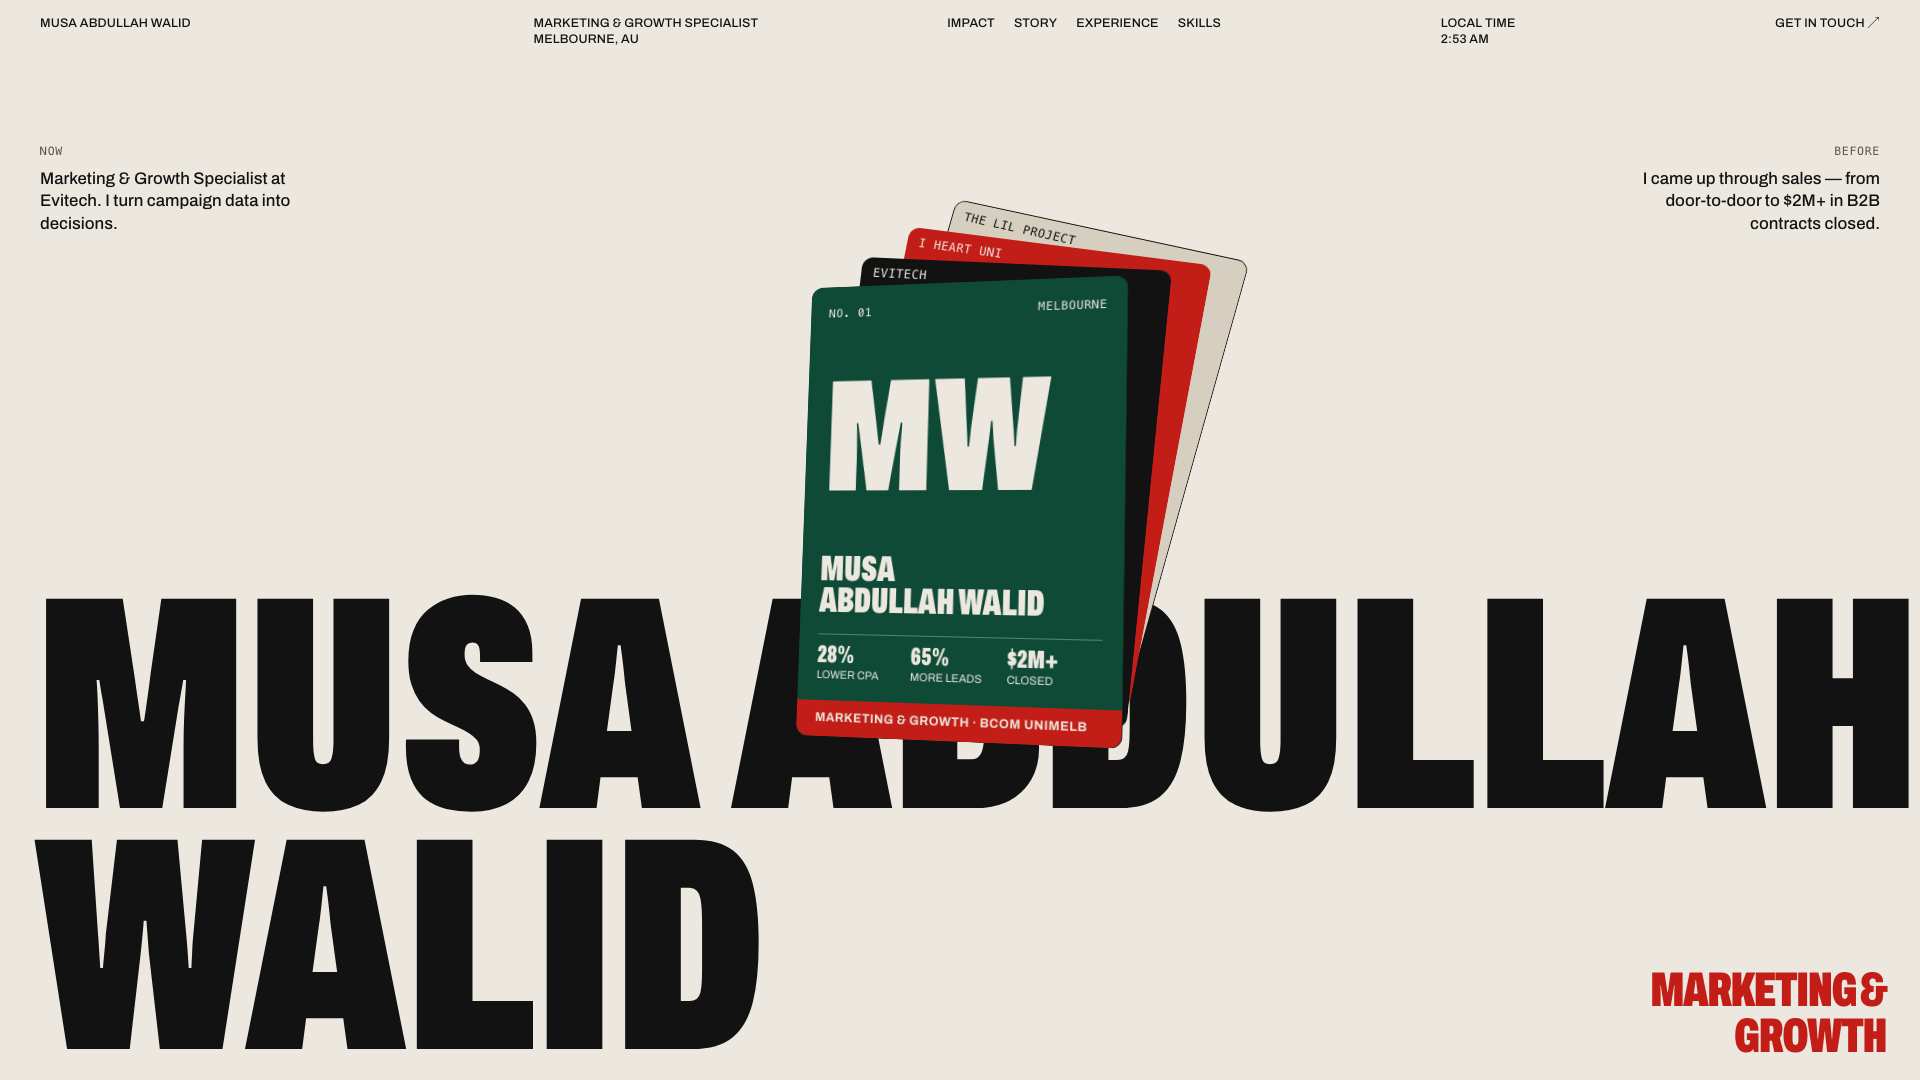 MUSA ABDULLAH WALID
MARKETING & GROWTH SPECIALIST
MELBOURNE, AU
IMPACT STORY EXPERIENCE SKILLS
LOCAL TIME
2:53 AM
GET IN TOUCH ↗
NOW
Marketing & Growth Specialist at
Evitech. I turn campaign data into
decisions.
BEFORE
I came up through sales — from
door-to-door to $2M+ in B2B
contracts closed.
THE LIL PROJECT
I HEART UNI
EVITECH
NO. 01
MELBOURNE
MW
MUSA
ABDULLAH WALID
28%
LOWER CPA
65%
MORE LEADS
$2M+
CLOSED
MARKETING & GROWTH · BCOM UNIMELB
MUSA ABDULLAH
WALID
MARKETING &
GROWTH